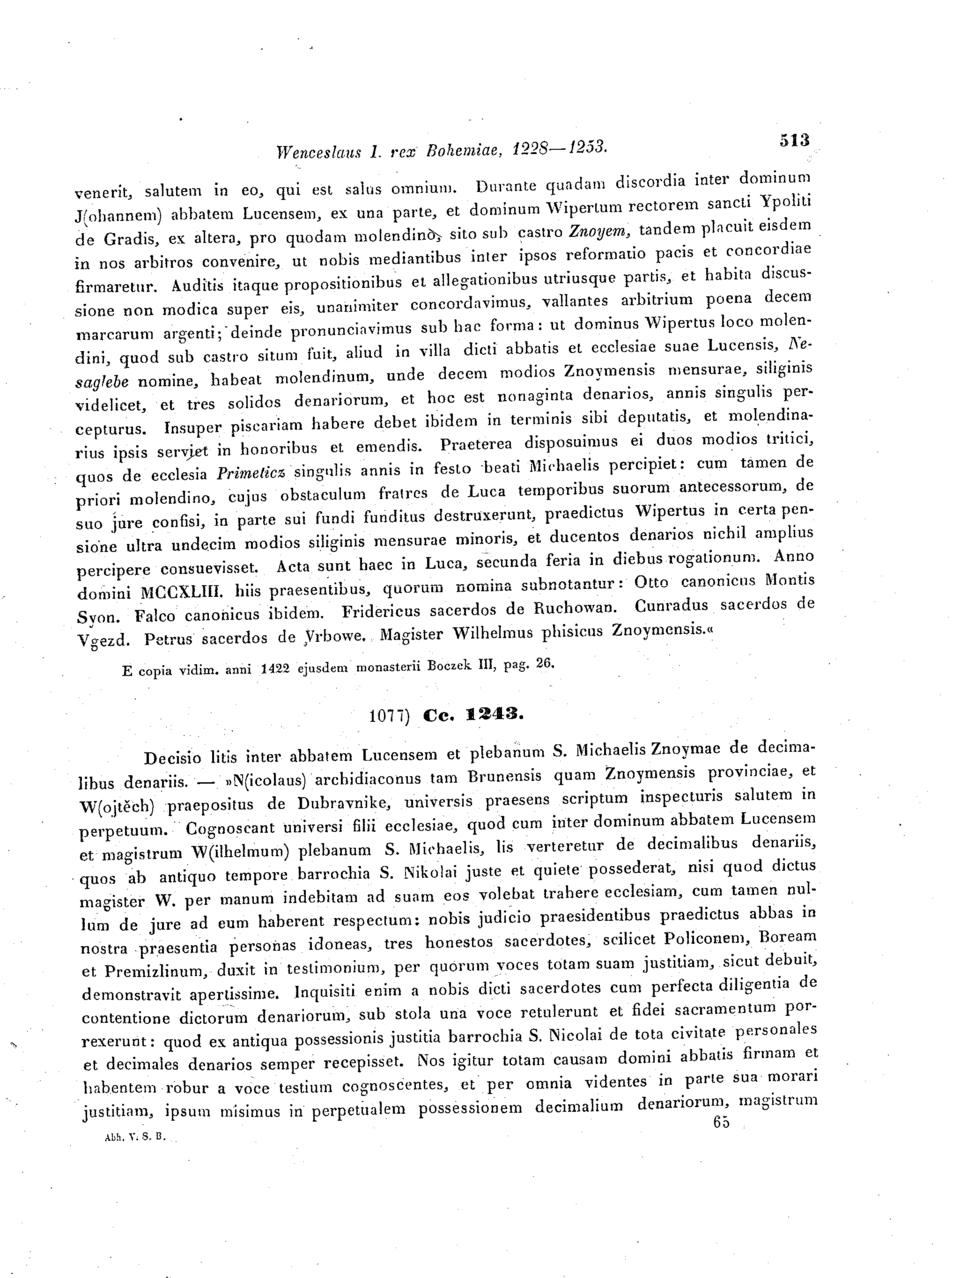 Wenceslaus I. rex Bohemiae, 1228—1253. 513
venerit, salutem in eo, qui est salus omnium. Durante quadam discordia inter dominum
J(ohannem) abbatem Lucensem, ex una parte, et dominum Wipertum rectorem sancti Ypoliti
de Gradis, ex altera, pro quodam molendino, sito sub castro Znoyem, tandem placuit eisdem
in nos arbitros convenire, ut nobis mediantibus inter ipsos reformatio pacis et concordiae
firmaretur. Auditis itaque propositionibus et allegationibus utriusque partis, et habita discus-
sione non modica super eis, unanimiter concordavimus, vallantes arbitrium poena decem
marcarum argenti; deinde pronunciavimus sub hac forma: ut dominus Wipertus loco molen-
dini, quod sub castro situm fuit, aliud in villa dicti abbatis et ecclesiae suae Lucensis, Ne-
saglebe nomine, habeat molendinum, unde decem modios Znoymensis mensurae, siliginis
videlicet, et tres solidos denariorum, et hoc est nonaginta denarios, annis singulis per-
cepturus. Insuper piscariam habere debet ibidem in terminis sibi deputatis, et molendina-
rius ipsis serviet in honoribus et emendis. Praeterea disposuimus ei duos modios tritici,
quos de ecclesia Primeticz singulis annis in festo beati Michaelis percipiet: cum tamen de
priori molendino, cujus obstaculum fratres de Luca temporibus suorum antecessorum, de
suo jure confisi, in parte sui fundi funditus destruxerunt, praedictus Wipertus in certa pen-
sione ultra undecim modios siliginis mensurae minoris, et ducentos denarios nichil amplius
percipere consuevisset. Acta sunt haec in Luca, secunda feria in diebus rogationum. Anno
domini MCCXLIII. hiis praesentibus, quorum nomina subnotantur: Otto canonicus Montis
Syon. Falco canonicus ibidem. Fridericus sacerdos de Ruchowan. Cunradus sacerdos de
Vgezd. Petrus sacerdos de Vrbowe. Magister Wilhelmus phisicus Znoymensis.«
E copia vidim. anni 1422 ejusdem monasterii Boczek III, pag. 26.
1077) Cc. 1243.
Decisio litis inter abbatem Lucensem et plebanum S. Michaelis Znoymae de decima-
libus denariis. — »N(icolaus) archidiaconus tam Brunensis quam Znoymensis provinciae, et
W(ojtěch) praepositus de Dubravnike, universis praesens scriptum inspecturis salutem in
perpetuum. Cognoscant universi filii ecclesiae, quod cum inter dominum abbatem Lucensem
et magistrum W(ilhelmum) plebanum S. Michaelis, lis verteretur de decimalibus denariis,
quos ab antiquo tempore barrochia S. Nikolai juste et quiete possederat, nisi quod dictus
magister W. per manum indebitam ad suam eos volebat trahere ecclesiam, cum tamen nul-
lum de jure ad eum haberent respectum: nobis judicio praesidentibus praedictus abbas in
nostra praesentia personas idoneas, tres honestos sacerdotes, scilicet Policonem, Boream
et Premizlinum, duxit in testimonium, per quorum voces totam suam justitiam, sicut debuit,
demonstravit apertissime. Inquisiti enim a nobis dicti sacerdotes cum perfecta diligentia de
contentione dictorum denariorum, sub stola una voce retulerunt et fidei sacramentum por-
rexerunt: quod ex antiqua possessionis justitia barrochia S. Nicolai de tota civitate personales
et decimales denarios semper recepisset. Nos igitur totam causam domini abbatis firmam et
habentem robur a voce testium cognoscentes, et per omnia videntes in parte sua morari
justitiam, ipsum misimus in perpetualem possessionem decimalium denariorum, magistrum
Abh. V. S. B. 65